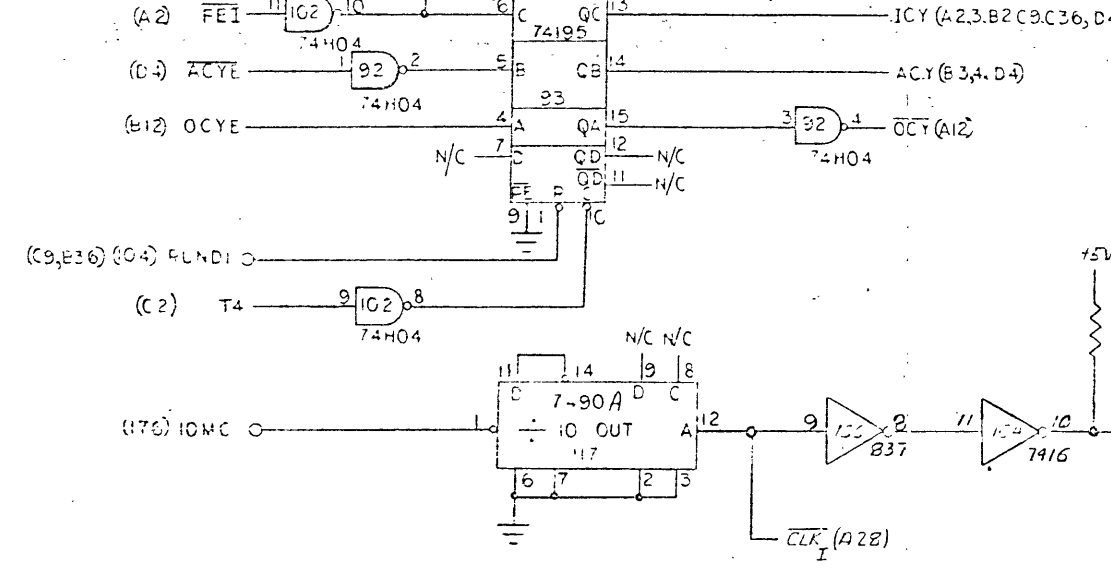 (A2) FEI 11 102 10 6 C QC 13 ICY (A2,3.B2 C9.C36, D4
74H04 74195
(D4) ACYE 1 92 2 5 B QB 14 ACY (B3,4.D4)
74H04 93
(B12) OCYE 4 A QA 15 3 92 4 OCY (A12)
N/C 7 D QD 12 N/C 74H04
QD 11 N/C
PE R C
9 1 10
(C9,B36) (104) RUNDI
+5V
(C2) T4 9 102 8
74H04 N/C N/C
11 14 9 8
D 7490A D C
(176) 10MC 1 ÷ 10 OUT A 12 9 8 11 10
117 837 7416
6 7 2 3
CLK I (A28)